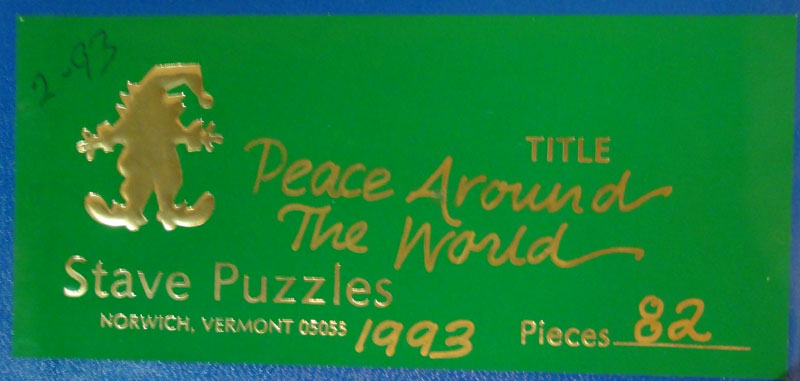 2-93
TITLE
Peace Around
The World
Stave Puzzles
NORWICH, VERMONT 05055
1993
Pieces 82